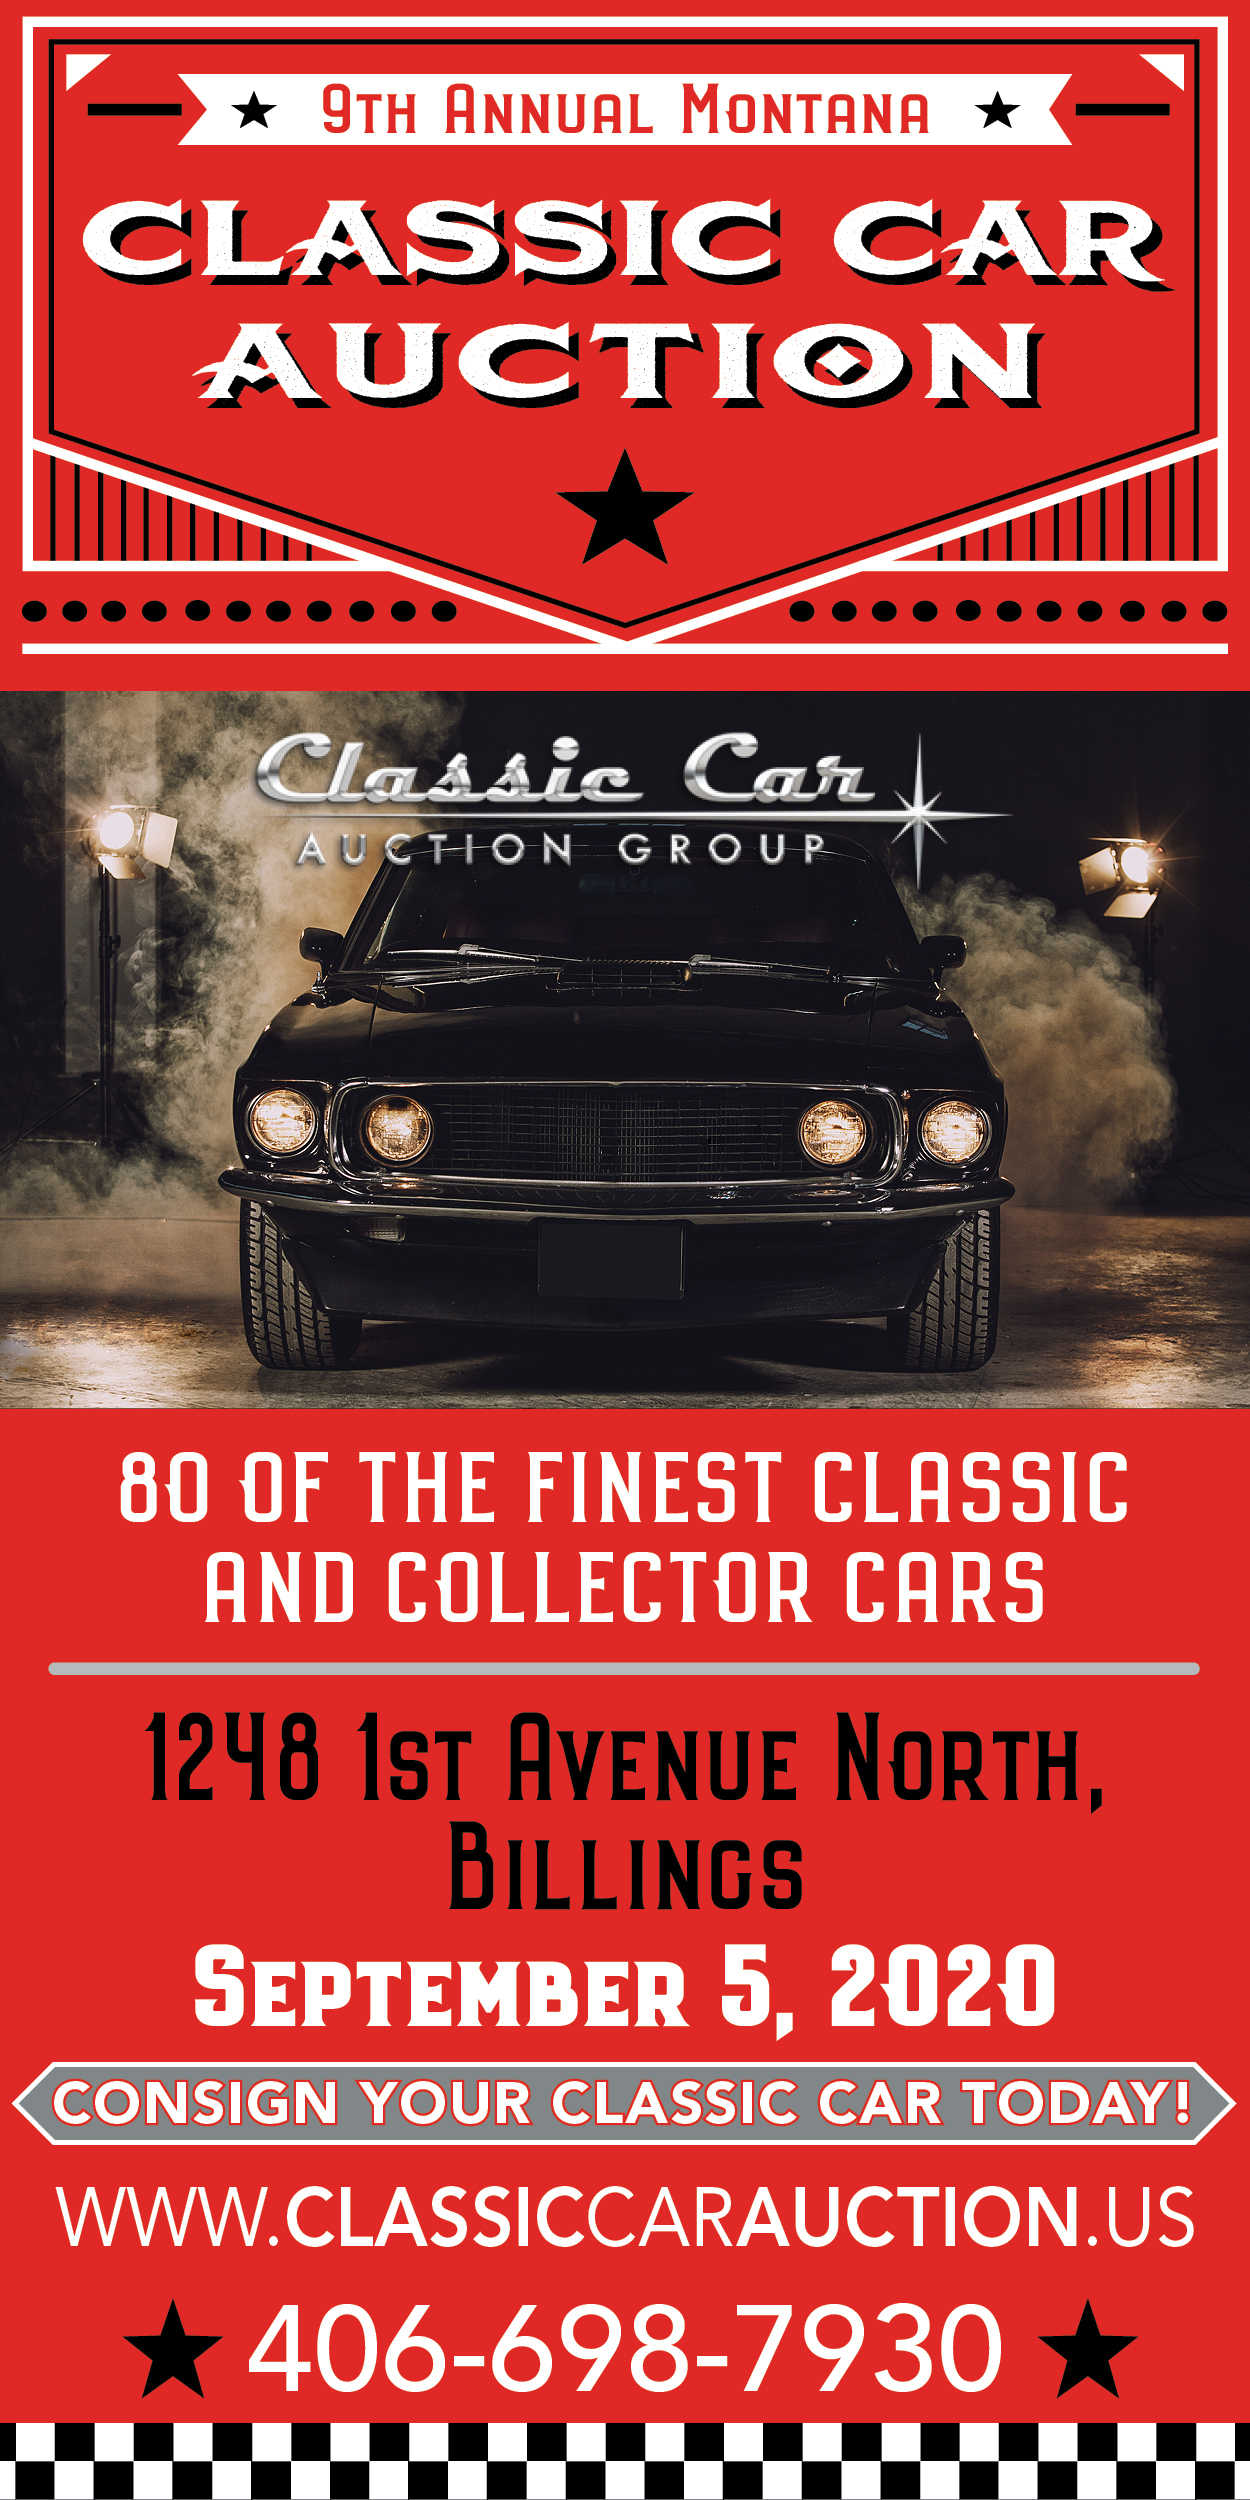 9th Annual Montana
CLASSIC CAR
AUCTION
Classic Car
AUCTION GROUP
80 OF THE FINEST CLASSIC
AND COLLECTOR CARS
1248 1st Avenue North,
Billings
September 5, 2020
CONSIGN YOUR CLASSIC CAR TODAY!
WWW.CLASSICCARAUCTION.US
406-698-7930